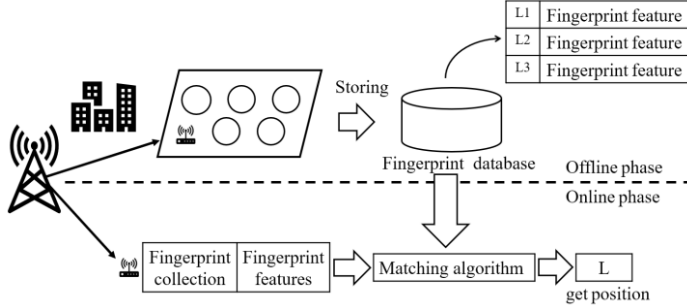 L1 Fingerprint feature
L2 Fingerprint feature
L3 Fingerprint feature
Storing
Fingerprint database
Offline phase
Online phase
Fingerprint collection
Fingerprint features
Matching algorithm
L
get position